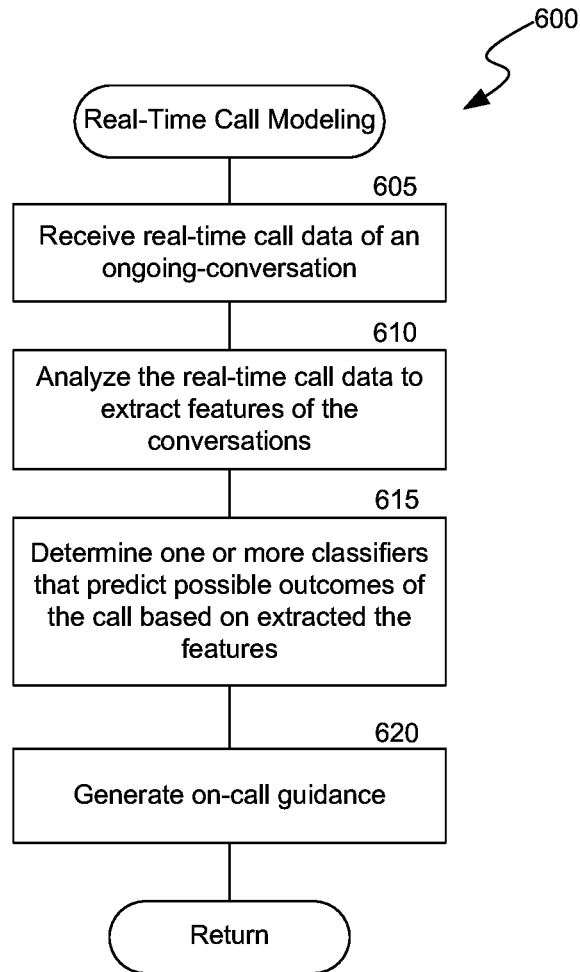 600
Real-Time Call Modeling
605
Receive real-time call data of an
ongoing-conversation
610
Analyze the real-time call data to
extract features of the
conversations
615
Determine one or more classifiers
that predict possible outcomes of
the call based on extracted the
features
620
Generate on-call guidance
Return